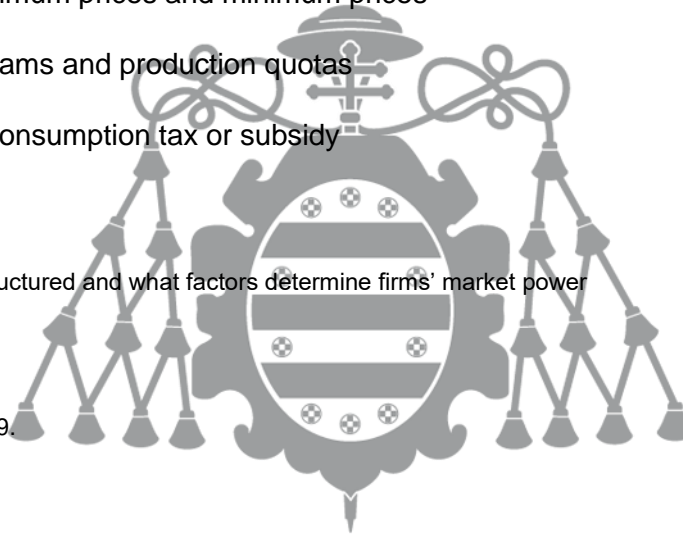 imum prices and minimum prices
ams and production quotas
onsumption tax or subsidy
uctured and what factors determine firms' market power
9.